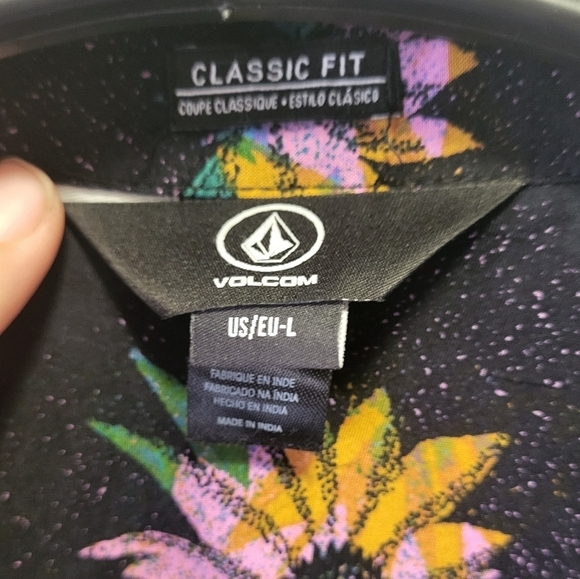 CLASSIC FIT
COUPE CLASSIQUE • ESTILO CLÁSICO
VOLCOM
US/EU-L
FABRIQUE EN INDE
FABRICADO NA ÍNDIA
HECHO EN INDIA
MADE IN INDIA